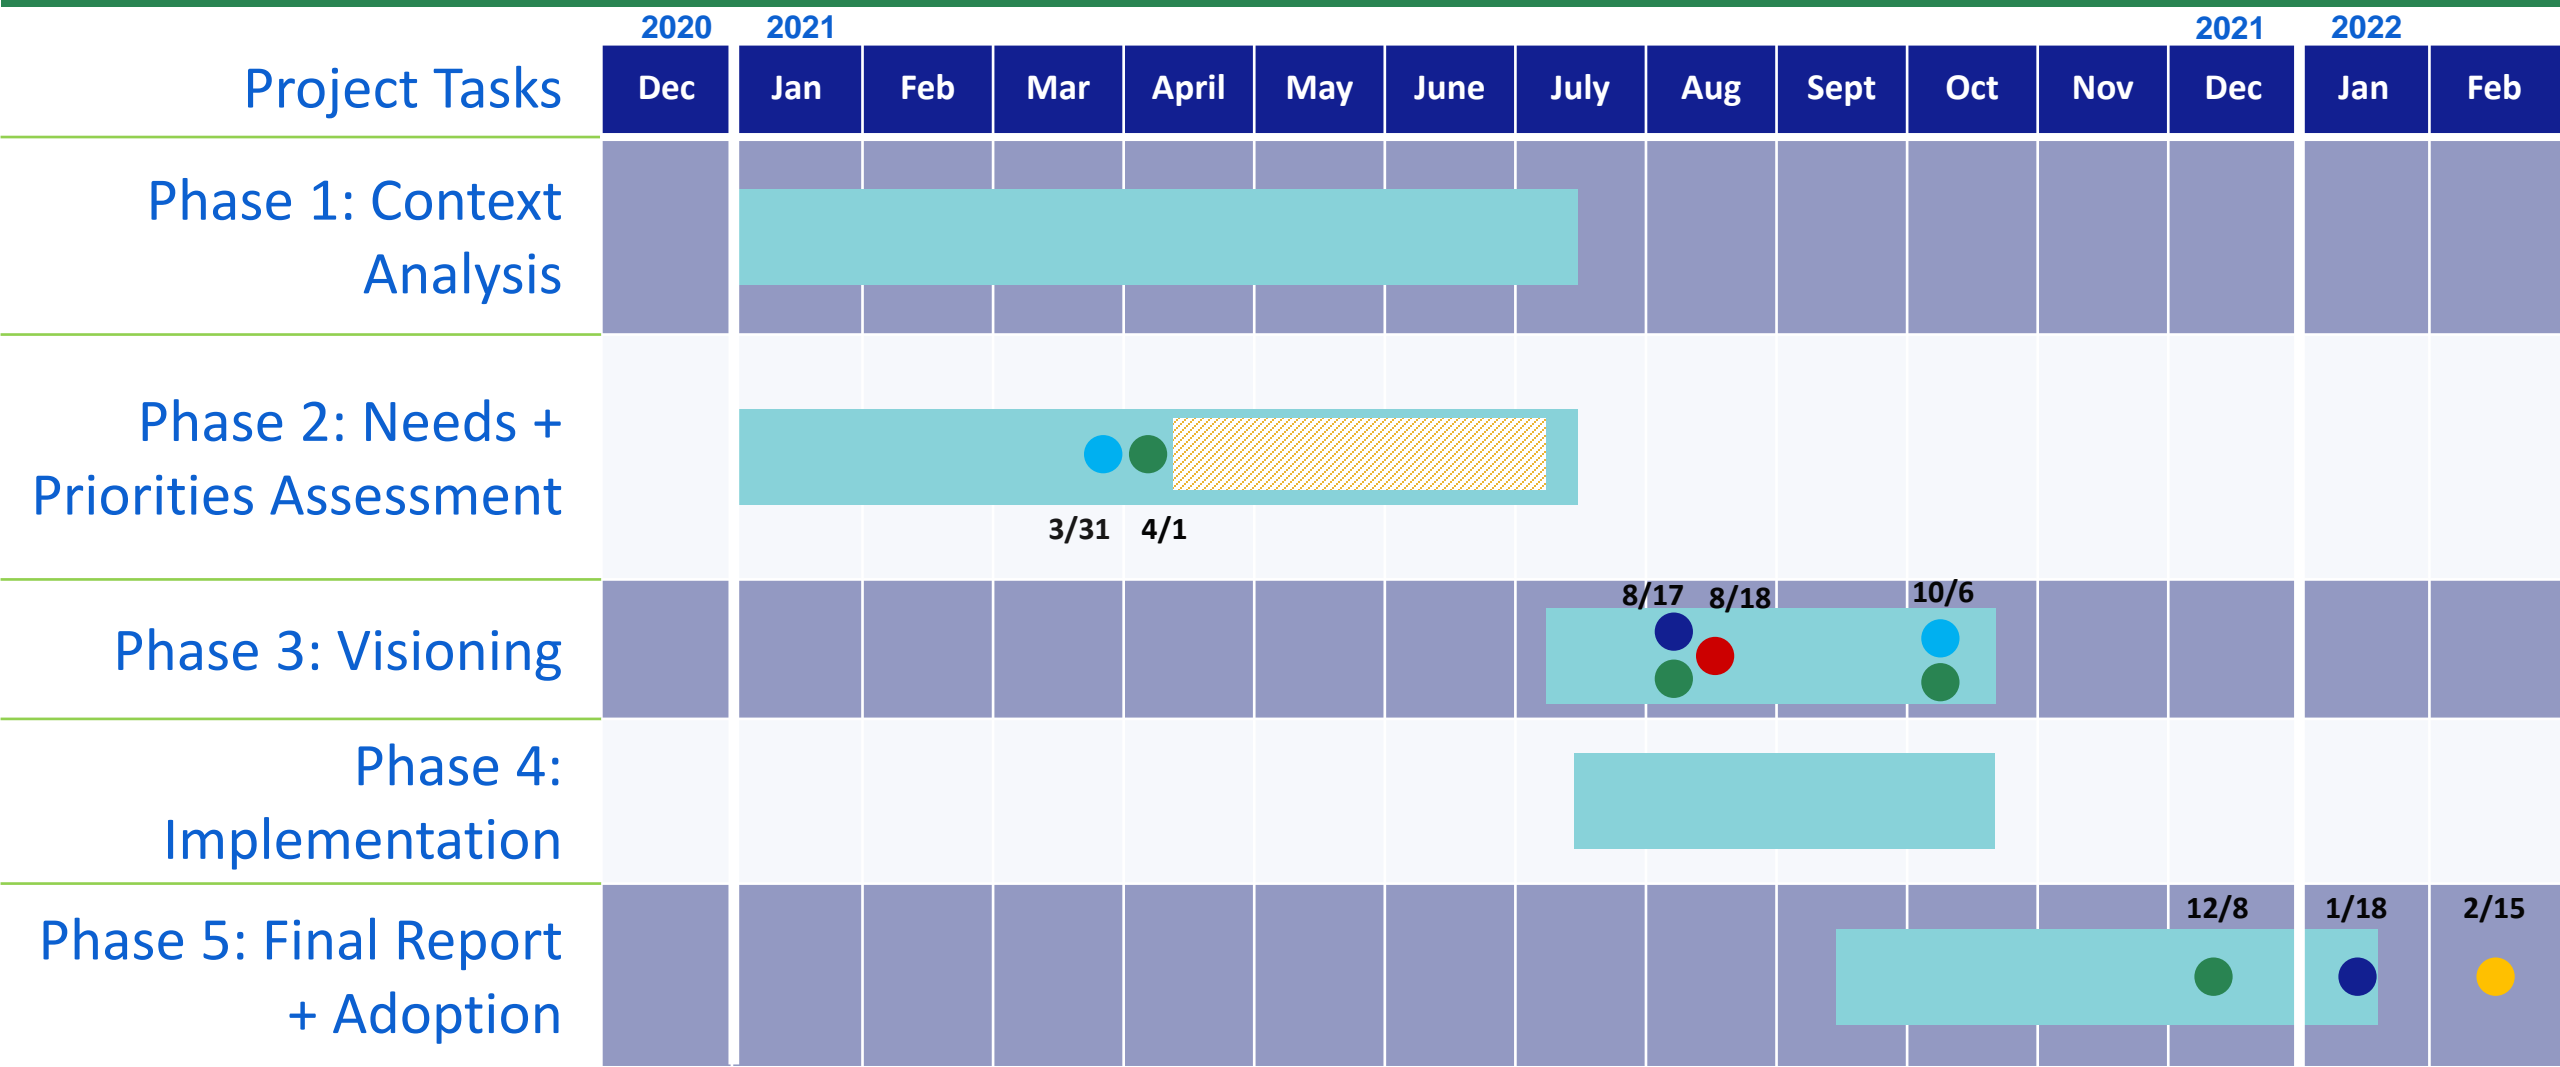 2020 2021 2021 2022
Project Tasks Dec Jan Feb Mar April May June July Aug Sept Oct Nov Dec Jan Feb
Phase 1: Context
Analysis
Phase 2: Needs +
Priorities Assessment
3/31 4/1
8/17 8/18 10/6
Phase 3: Visioning
Phase 4:
Implementation
12/8 1/18 2/15
Phase 5: Final Report
+ Adoption